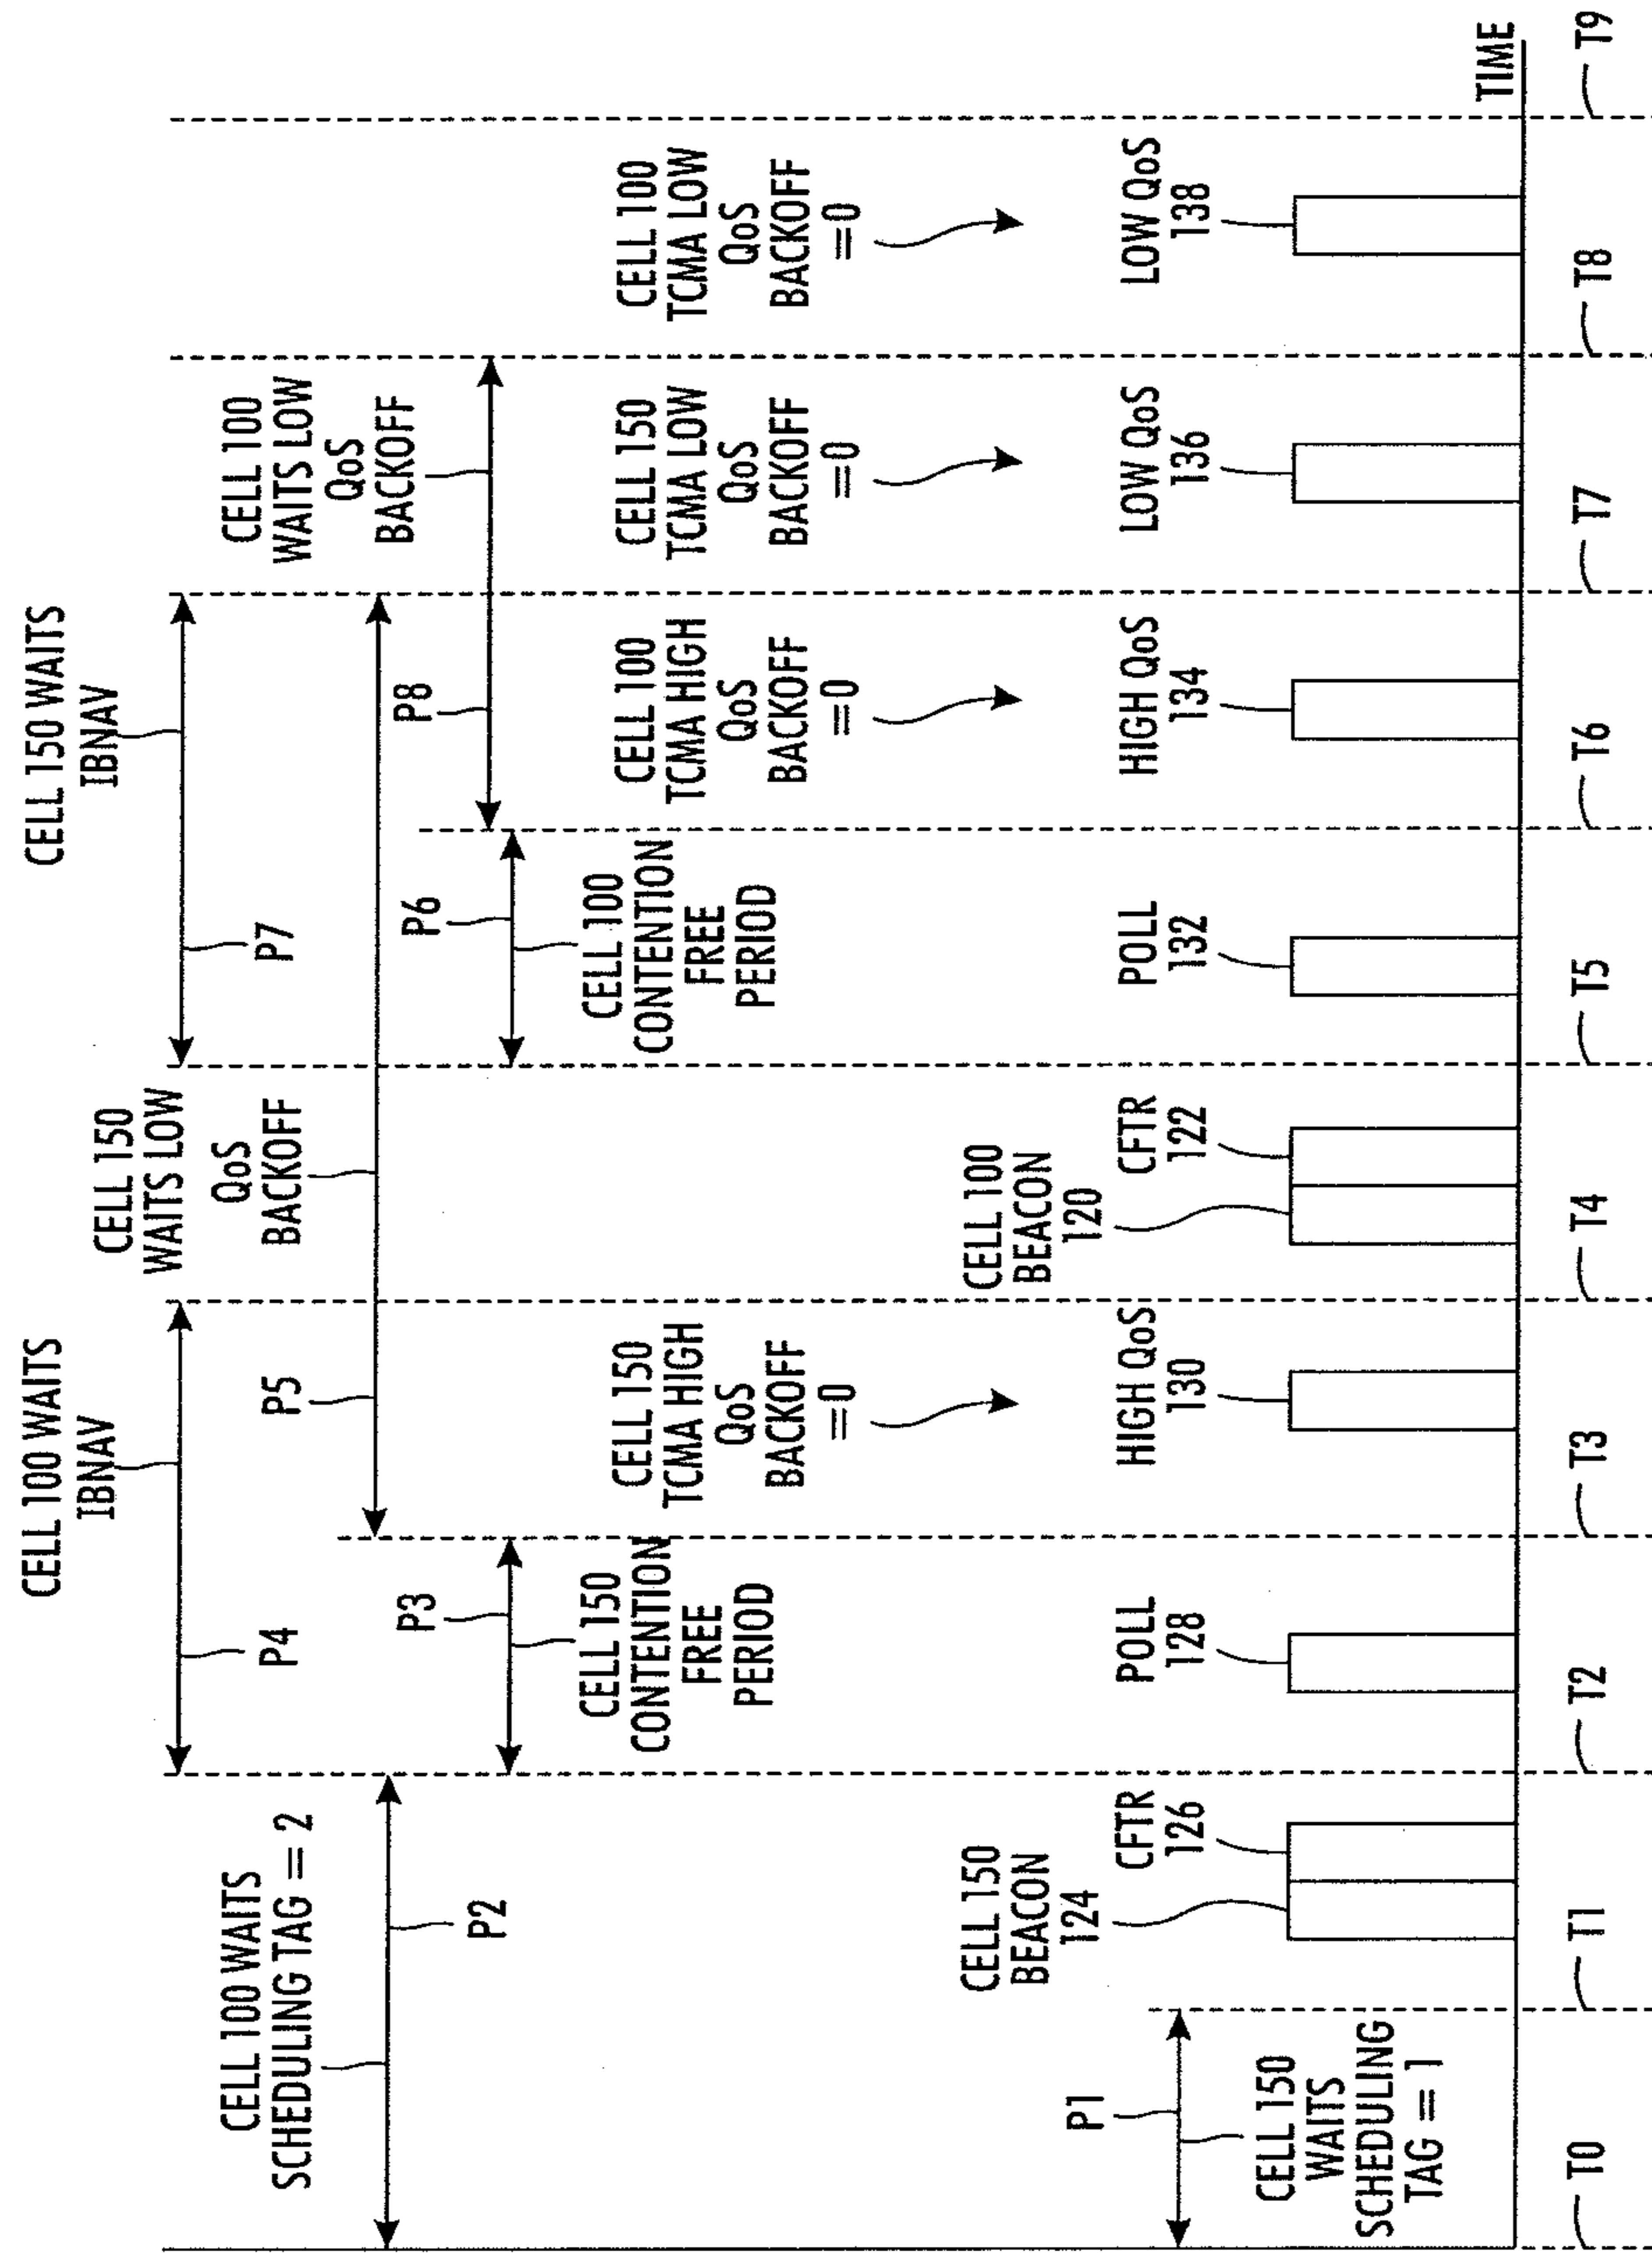 CELL 100 WAITS
IBNAV
CELL 150 WAITS
IBNAV
CELL 150
WAITS LOW
QoS
BACKOFF
CELL 100 WAITS
SCHEDULING TAG = 2
CELL 100
WAITS LOW
QoS
BACKOFF
P4
P7
P5
P2
P3
P6
P8
CELL 150
CONTENTION
FREE
PERIOD
CELL 150
TCMA HIGH
QoS
BACKOFF
=0
CELL 100
CONTENTION
FREE
PERIOD
CELL 100
TCMA HIGH
QoS
BACKOFF
=0
CELL 150
TCMA LOW
QoS
BACKOFF
=0
CELL 100
TCMA LOW
QoS
BACKOFF
=0
P1
CELL 150
WAITS
SCHEDULING
TAG = 1
CELL 150
BEACON
124
CFTR
126
POLL
128
HIGH QoS
130
CELL 100
BEACON
120
CFTR
122
POLL
132
HIGH QoS
134
LOW QoS
136
LOW QoS
138
TIME
T0
T1
T2
T3
T4
T5
T6
T7
T8
T9